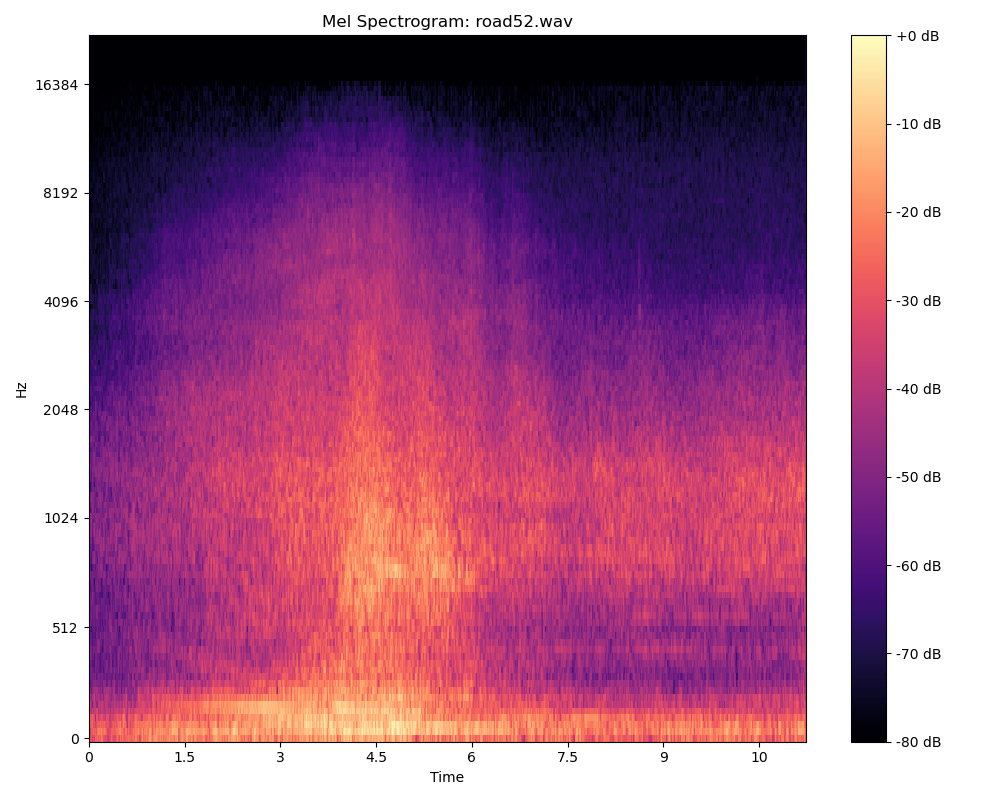 Mel Spectrogram: road52.wav
Hz
16384
8192
4096
2048
1024
512
0
0 1.5 3 4.5 6 7.5 9 10
Time
+0 dB
-10 dB
-20 dB
-30 dB
-40 dB
-50 dB
-60 dB
-70 dB
-80 dB